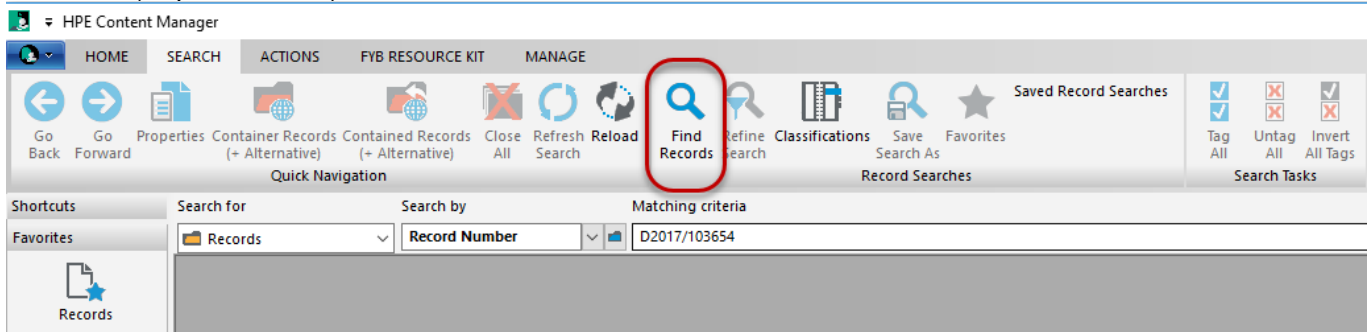 HPE Content Manager
HOME SEARCH ACTIONS FYB RESOURCE KIT MANAGE
Go Back Go Forward Properties Container Records (+ Alternative) Contained Records (+ Alternative) Close All Refresh Search Reload Find Records Refine Search Classifications Save Search As Favorites Saved Record Searches Tag All Untag All Invert All Tags
Quick Navigation Record Searches Search Tasks
Shortcuts Search for Search by Matching criteria
Favorites Records Record Number D2017/103654
Records